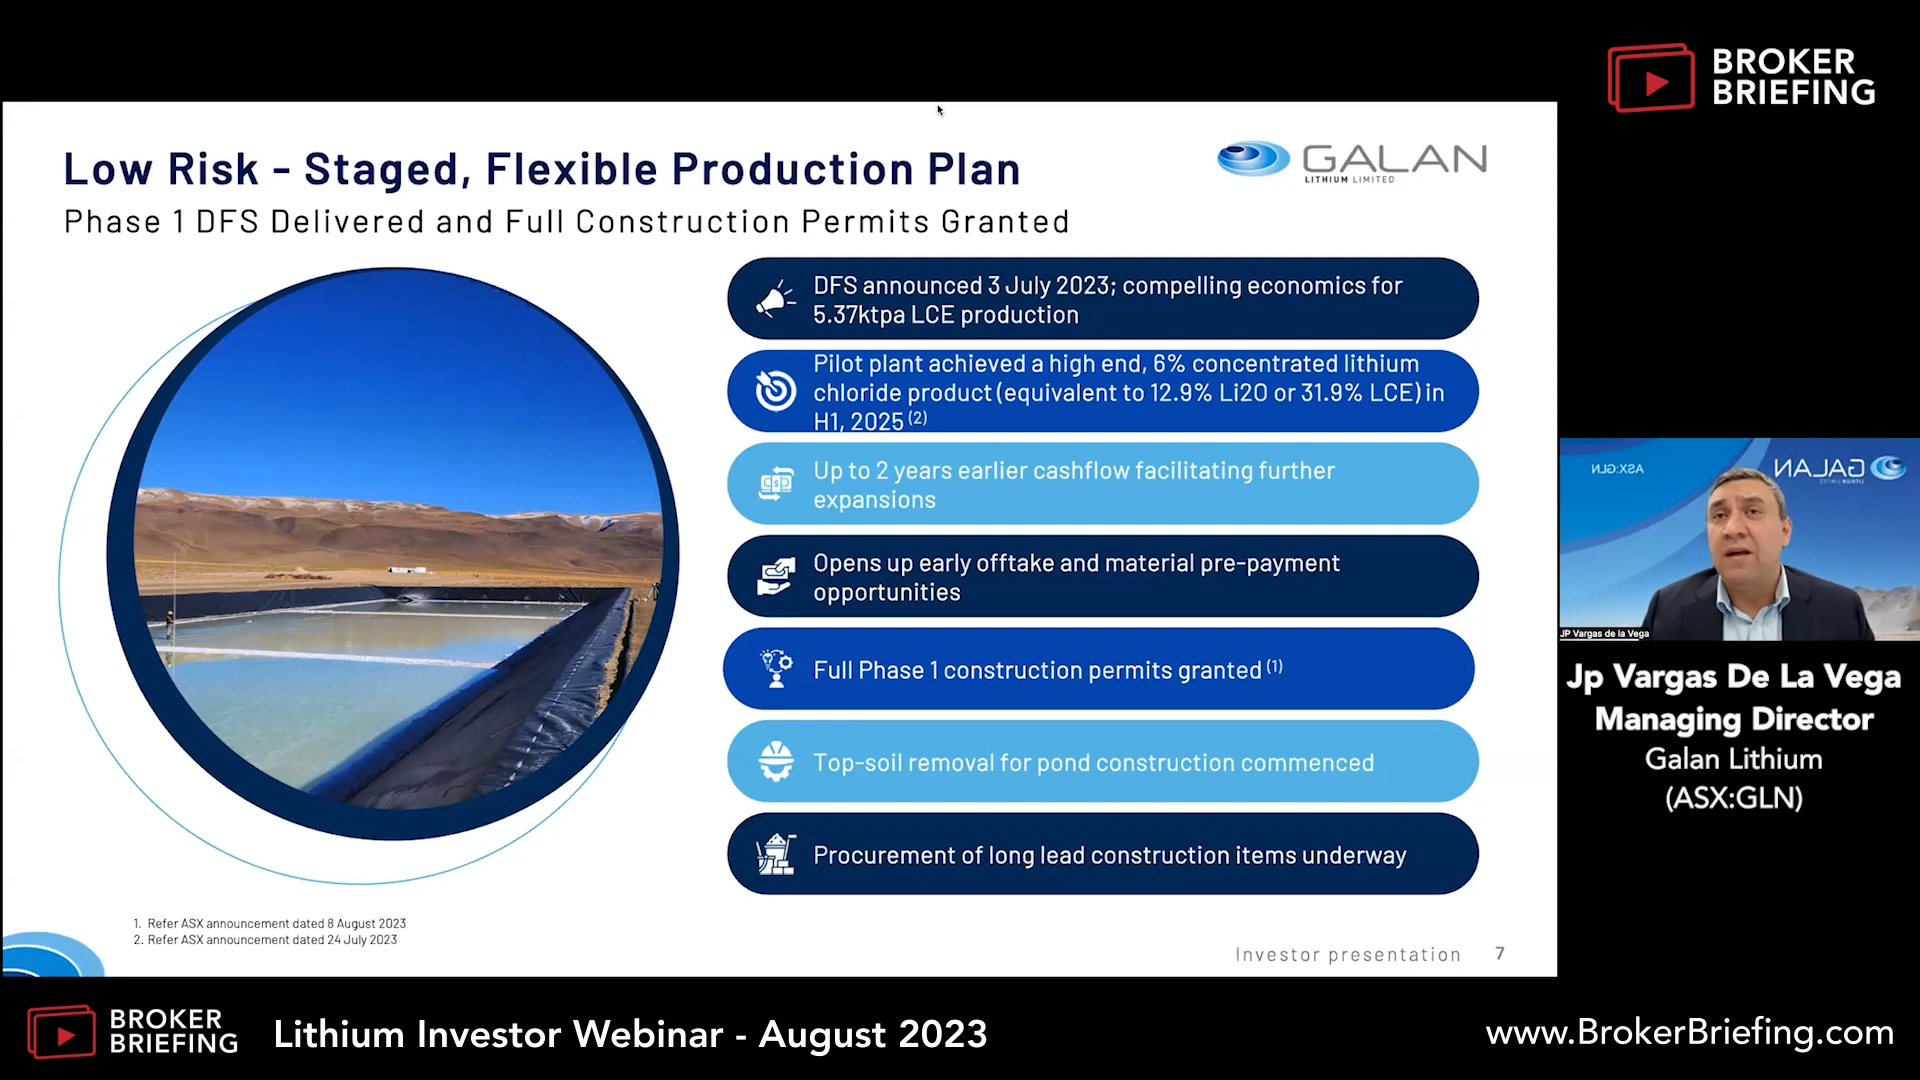 BROKER
BRIEFING
Low Risk - Staged, Flexible Production Plan
GALAN
LITHIUM LIMITED
Phase 1 DFS Delivered and Full Construction Permits Granted
DFS announced 3 July 2023; compelling economics for
5.37ktpa LCE production
Pilot plant achieved a high end, 6% concentrated lithium
chloride product (equivalent to 12.9% Li2O or 31.9% LCE) in
H1, 2025 (2)
Up to 2 years earlier cashflow facilitating further
expansions
Opens up early offtake and material pre-payment
opportunities
Full Phase 1 construction permits granted (1)
Top-soil removal for pond construction commenced
Procurement of long lead construction items underway
1. Refer ASX announcement dated 8 August 2023
2. Refer ASX announcement dated 24 July 2023
Investor presentation 7
ASX:GLN
GALAN
LITHIUM LIMITED
JP Vargas de la Vega
Jp Vargas De La Vega
Managing Director
Galan Lithium
(ASX:GLN)
BROKER
BRIEFING
Lithium Investor Webinar - August 2023
www.BrokerBriefing.com